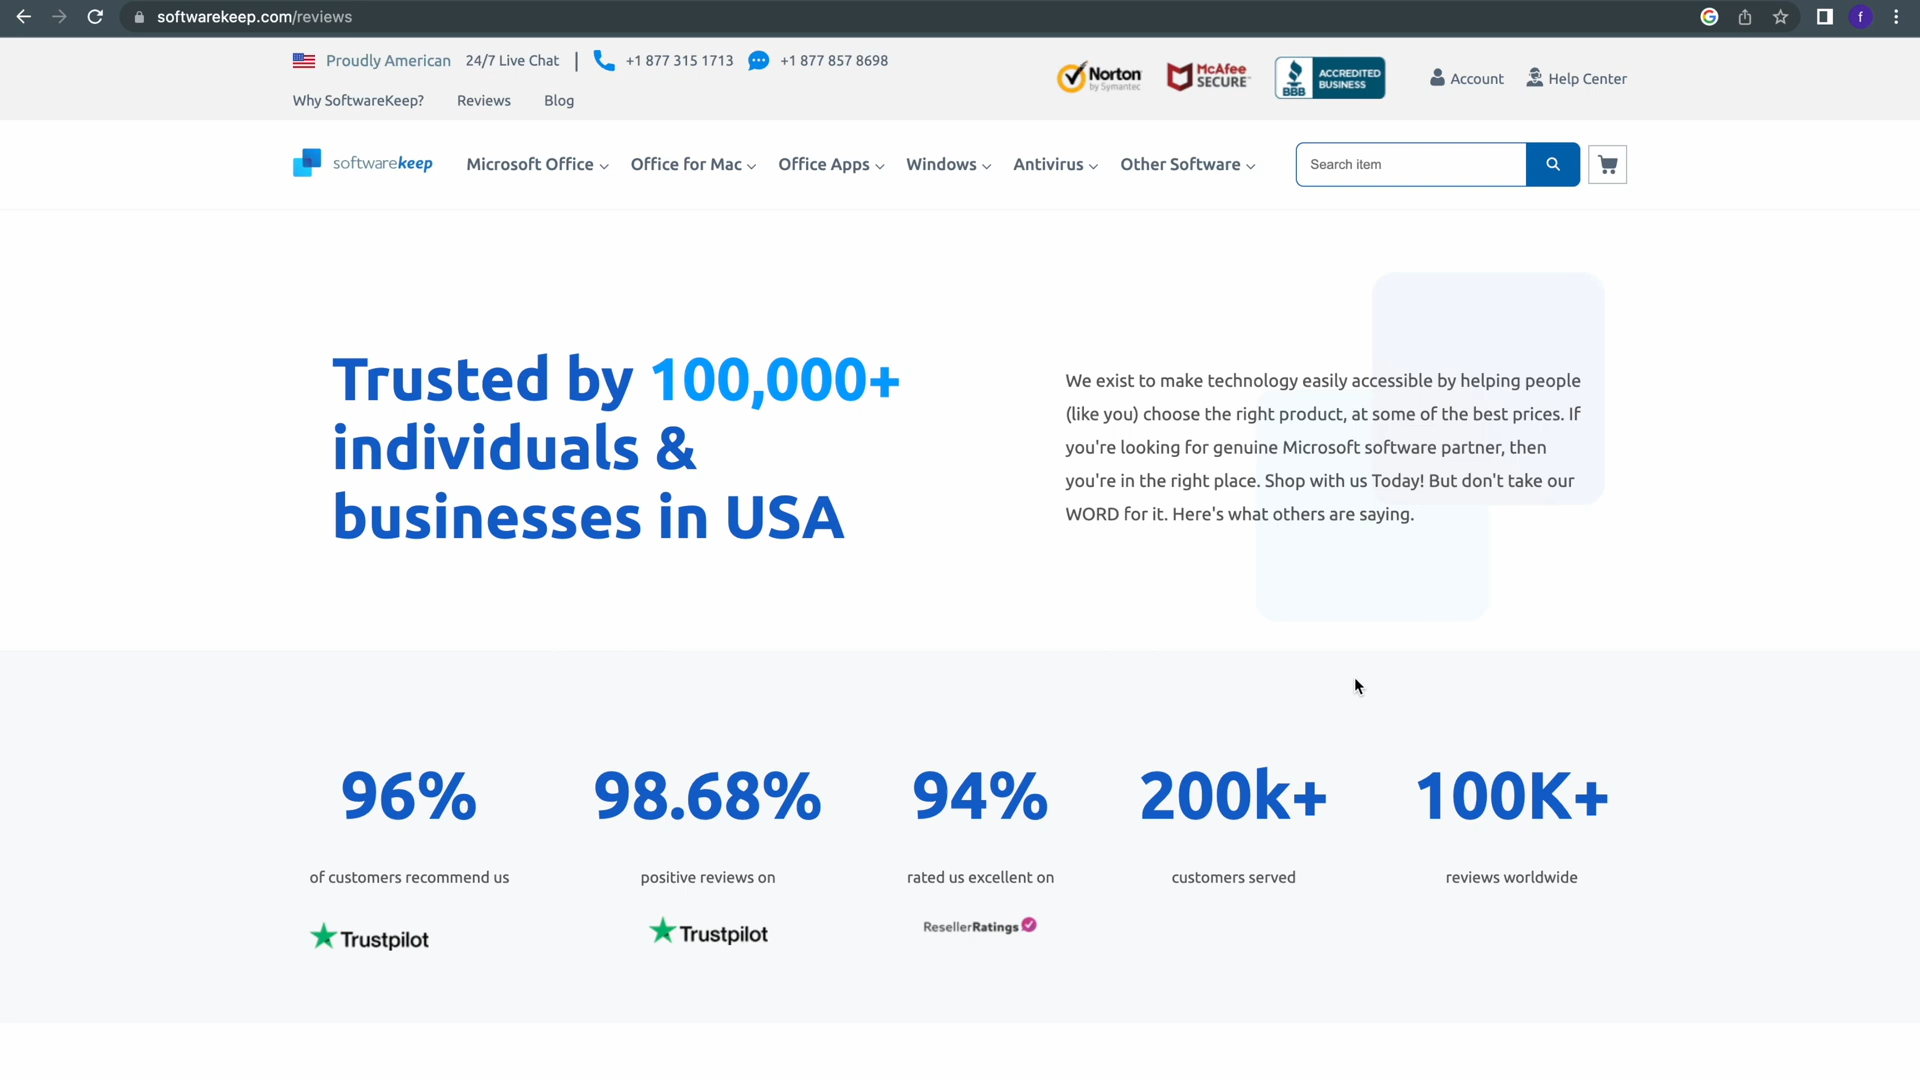 softwarekeep.com/reviews
f
Proudly American 24/7 Live Chat | +1 877 315 1713 +1 877 857 8698
Why SoftwareKeep? Reviews Blog
Norton by Symantec
McAfee SECURE
BBB ACCREDITED BUSINESS
Account Help Center
softwarekeep Microsoft Office Office for Mac Office Apps Windows Antivirus Other Software Search item
Trusted by 100,000+
individuals &
businesses in USA
We exist to make technology easily accessible by helping people
(like you) choose the right product, at some of the best prices. If
you're looking for genuine Microsoft software partner, then
you're in the right place. Shop with us Today! But don't take our
WORD for it. Here's what others are saying.
96% 98.68% 94% 200k+ 100K+
of customers recommend us positive reviews on rated us excellent on customers served reviews worldwide
Trustpilot Trustpilot ResellerRatings